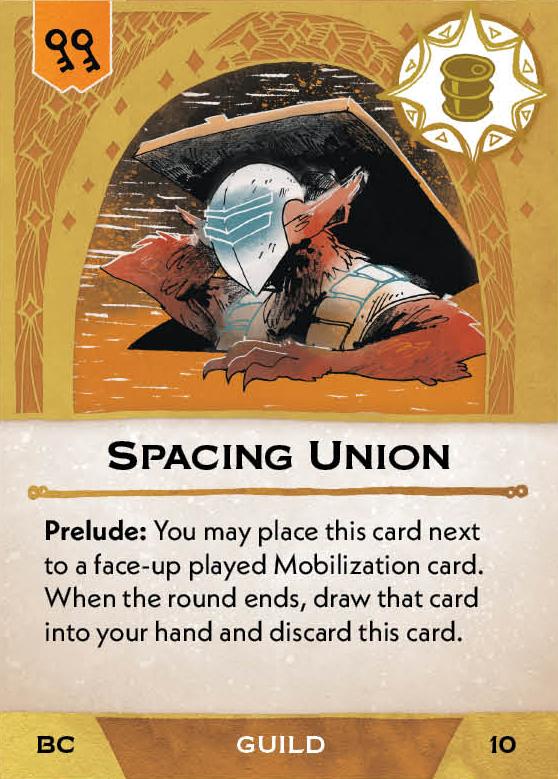 SPACING UNION
Prelude: You may place this card next
to a face-up played Mobilization card.
When the round ends, draw that card
into your hand and discard this card.
BC GUILD 10